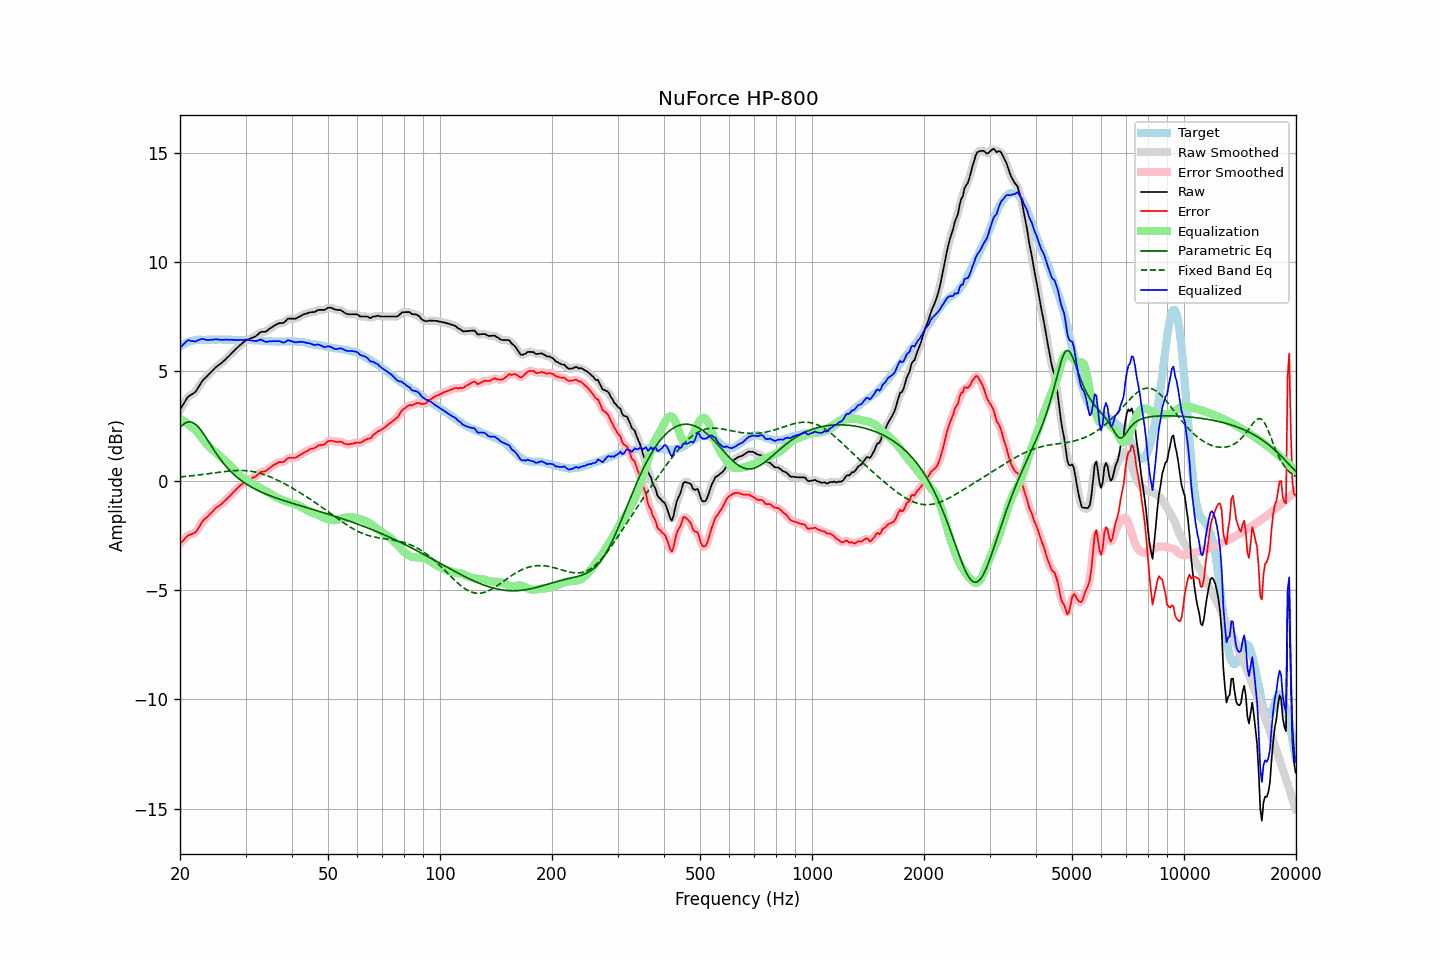 NuForce HP-800
Target
Raw Smoothed
Error Smoothed
Raw
Error
Equalization
Parametric Eq
Fixed Band Eq
Equalized
Amplitude (dBr)
15
10
5
0
−5
−10
−15
20 50 100 200 500 1000 2000 5000 10000 20000
Frequency (Hz)